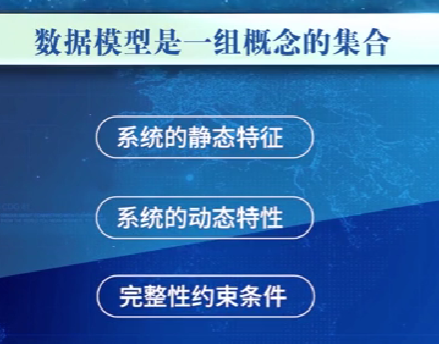 数据模型是一组概念的集合
系统的静态特征
系统的动态特性
完整性约束条件